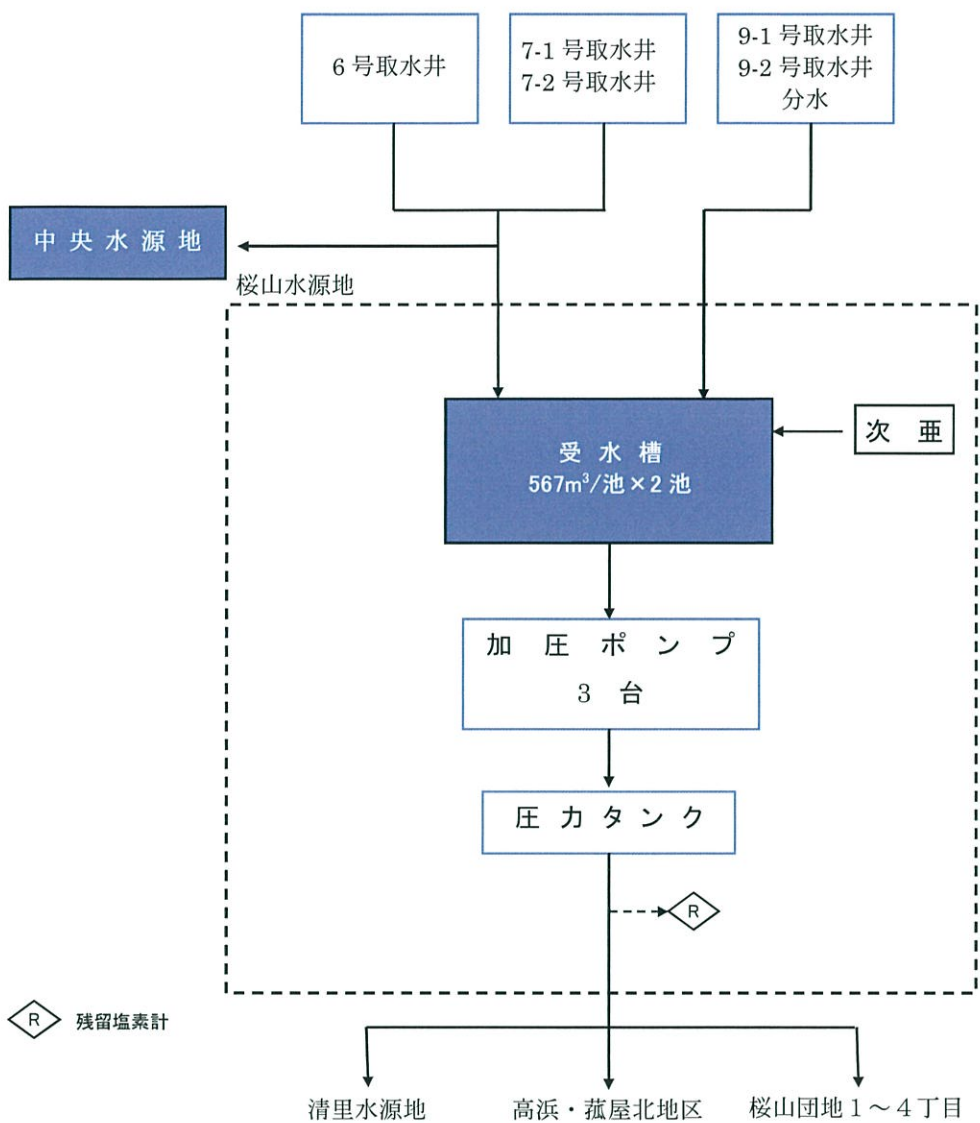 6 号取水井
7-1 号取水井
7-2 号取水井
9-1 号取水井
9-2 号取水井
分水
中央水源地
桜山水源地
受水槽
567m³/池×2池
次亜
加圧ポンプ
3 台
圧力タンク
R
R 残留塩素計
清里水源地
高浜・菰屋北地区
桜山団地1～4丁目